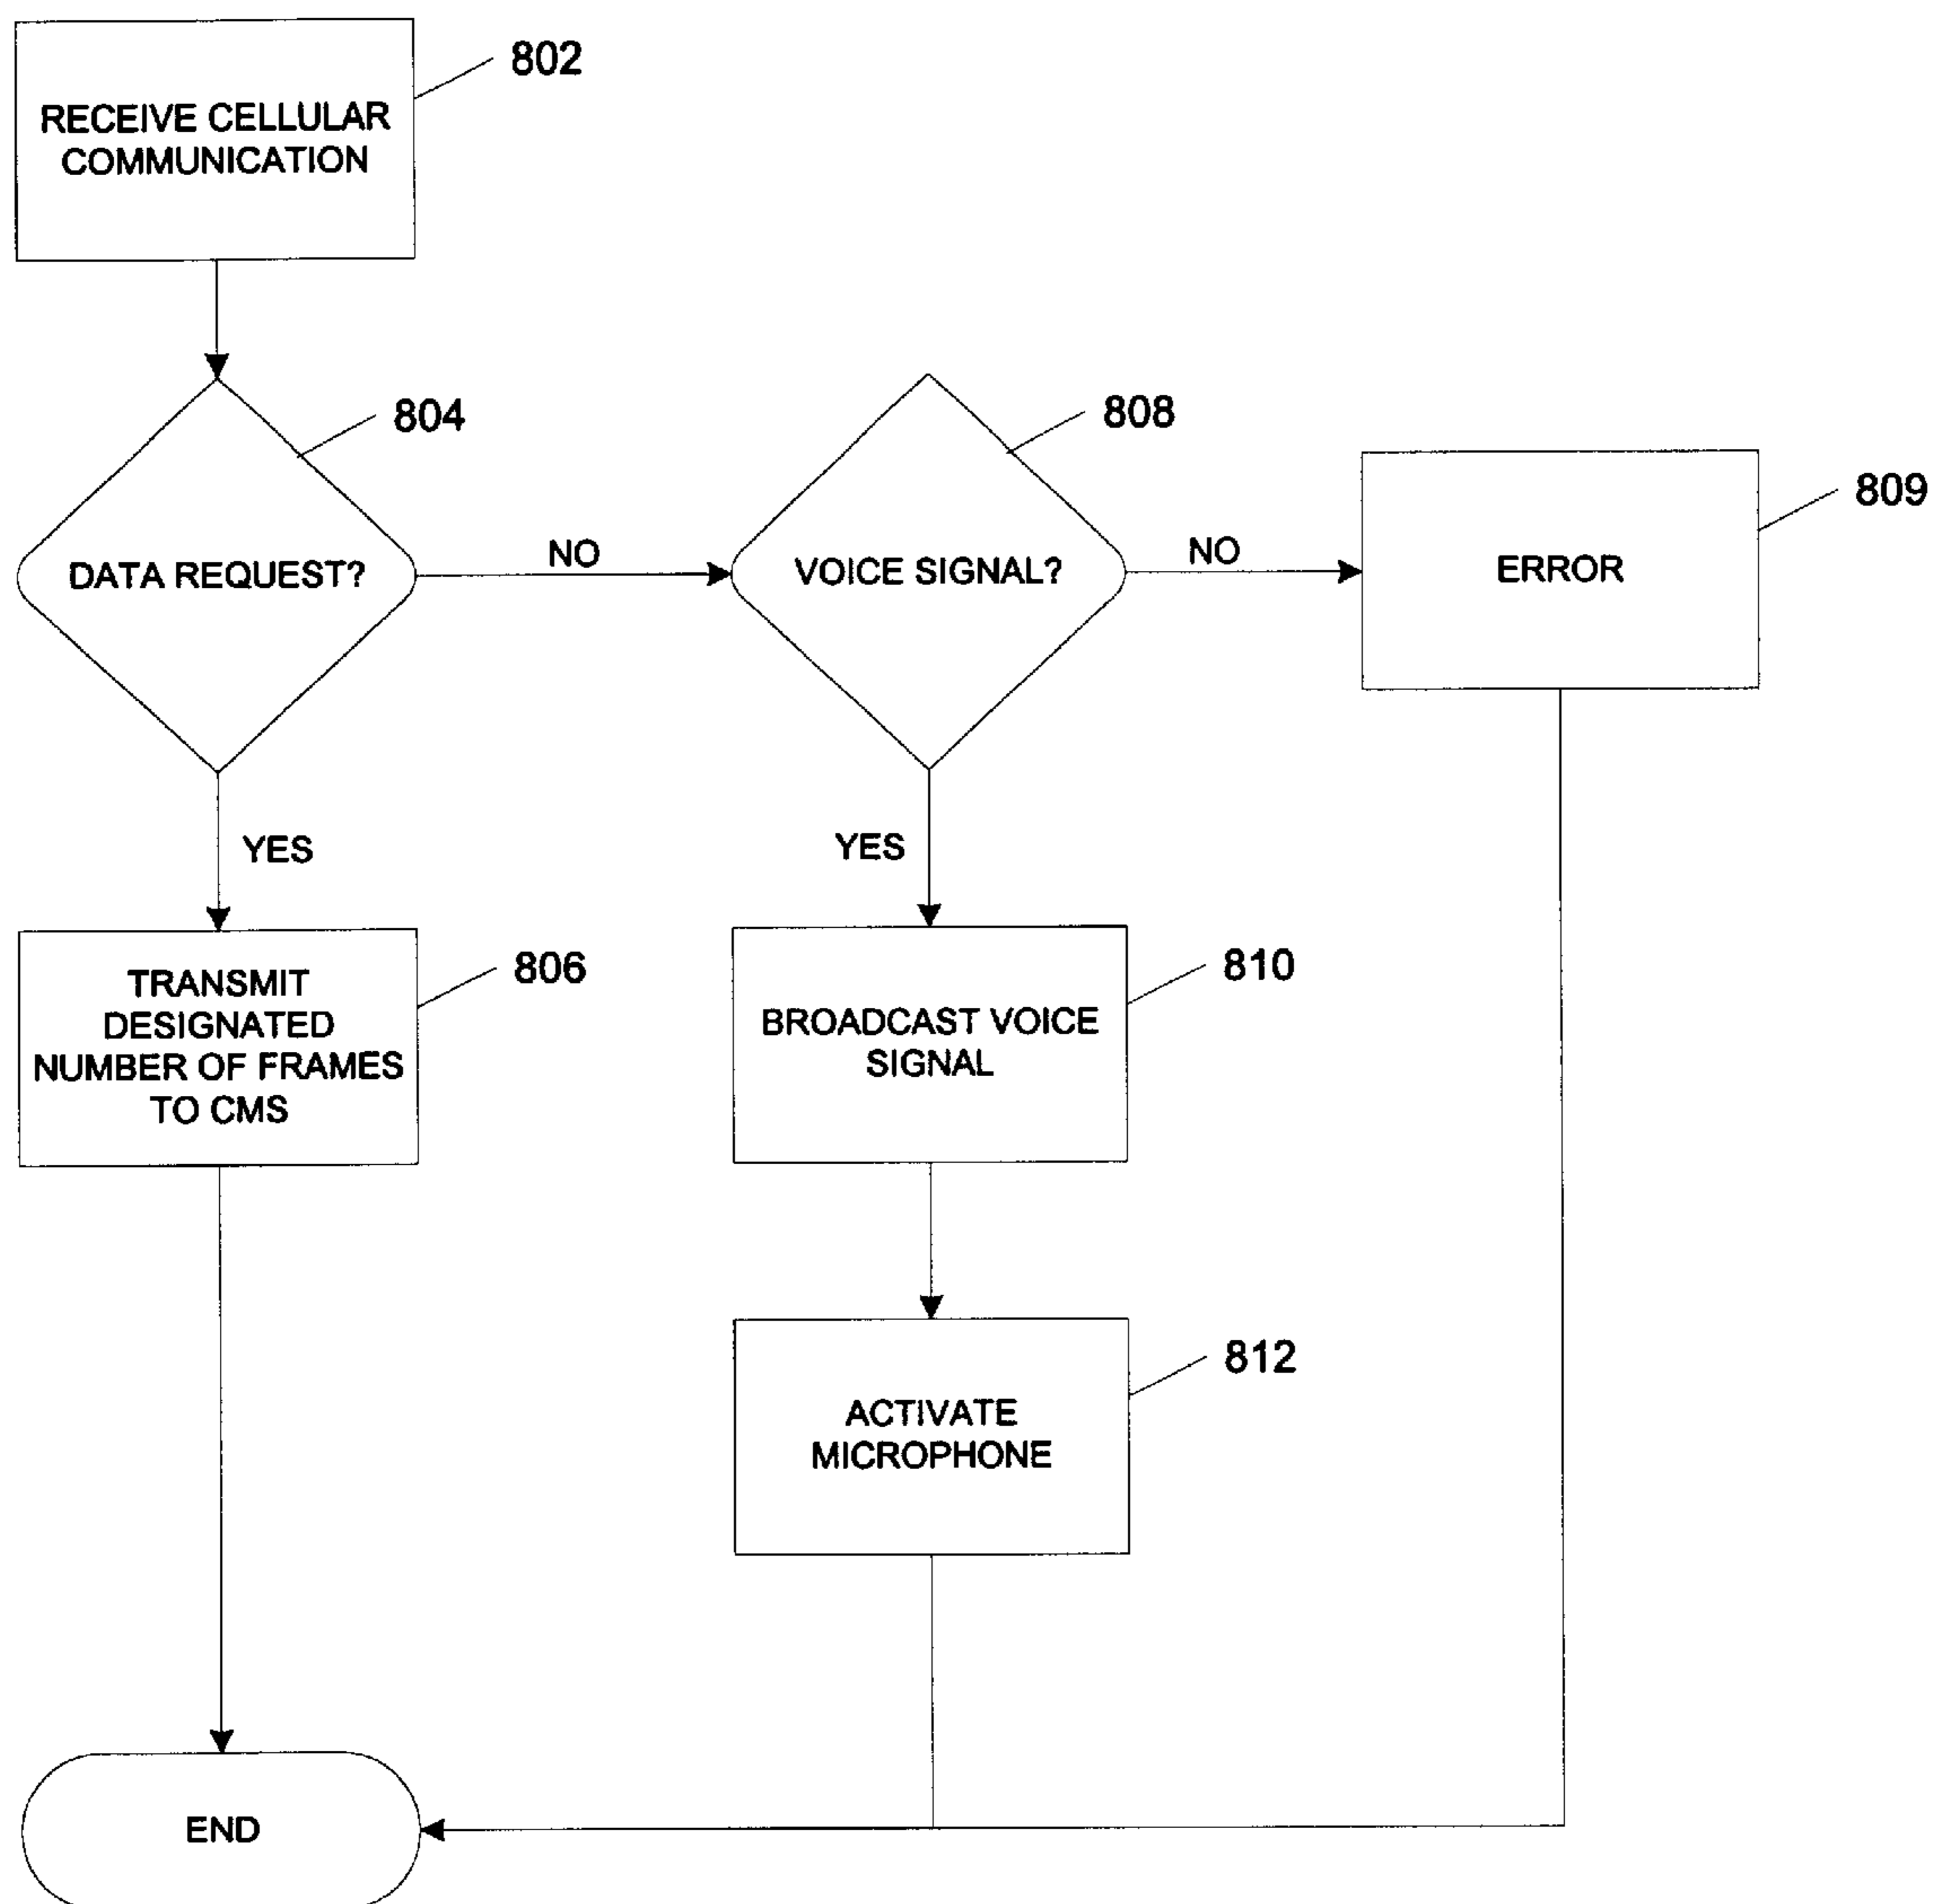 802
RECEIVE CELLULAR
COMMUNICATION
804
DATA REQUEST?
NO
808
VOICE SIGNAL?
NO
809
ERROR
YES
YES
806
TRANSMIT
DESIGNATED
NUMBER OF FRAMES
TO CMS
810
BROADCAST VOICE
SIGNAL
812
ACTIVATE
MICROPHONE
END